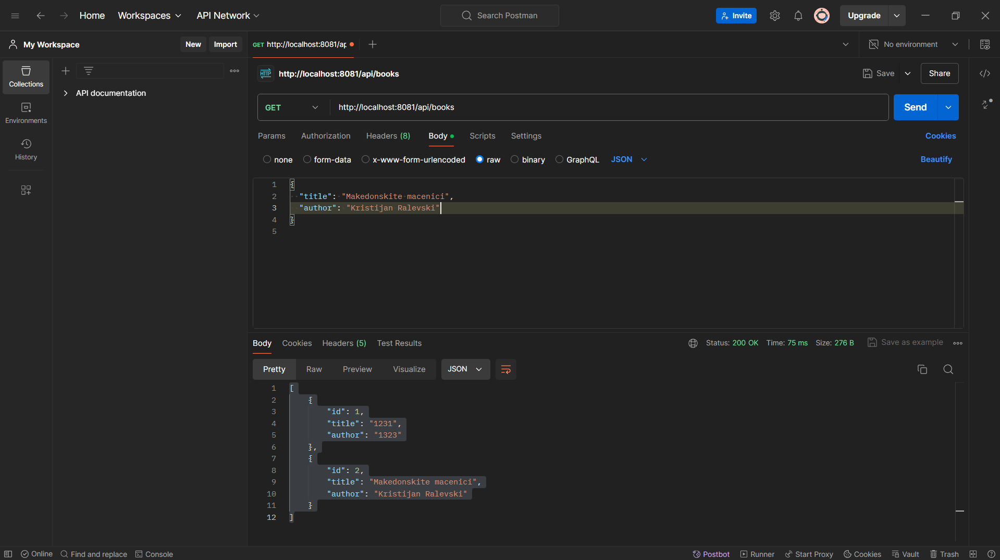 Home Workspaces API Network Search Postman Invite Upgrade
My Workspace New Import GET http://localhost:8081/ap No environment
HTTP http://localhost:8081/api/books Save Share
Collections
API documentation
Environments
History
GET http://localhost:8081/api/books Send
Params Authorization Headers (8) Body Scripts Settings Cookies
none form-data x-www-form-urlencoded raw binary GraphQL JSON Beautify
1 {
2 "title": "Makedonskite macenici",
3 "author": "Kristijan Ralevski"
4 }
5
Body Cookies Headers (5) Test Results Status: 200 OK Time: 75 ms Size: 276 B Save as example
Pretty Raw Preview Visualize JSON
1 [
2 {
3 "id": 1,
4 "title": "1231",
5 "author": "1323"
6 },
7 {
8 "id": 2,
9 "title": "Makedonskite macenici",
10 "author": "Kristijan Ralevski"
11 }
12 ]
Online Find and replace Console Postbot Runner Start Proxy Cookies Vault Trash